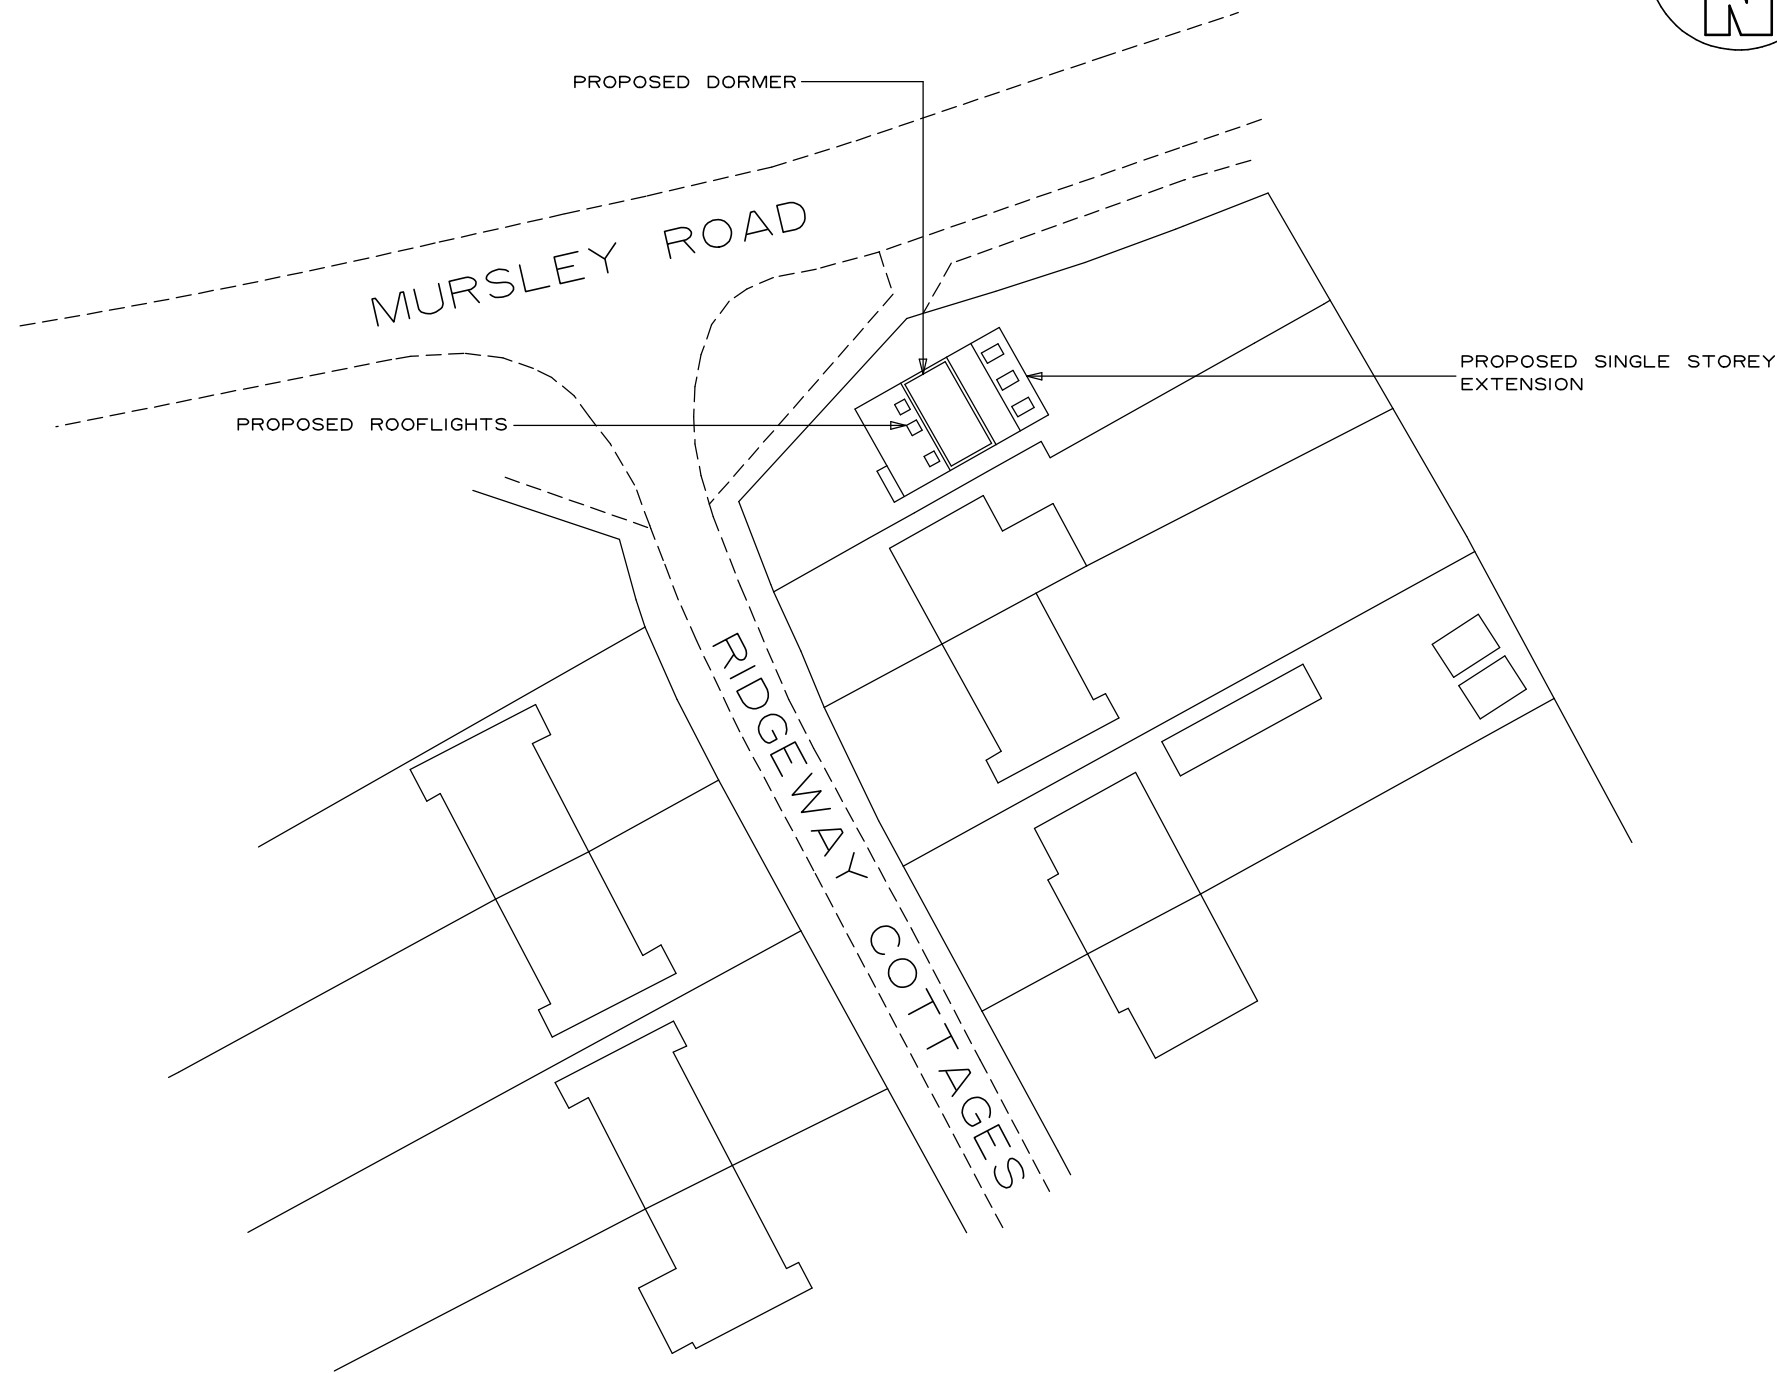 N
PROPOSED DORMER
MURSLEY ROAD
PROPOSED SINGLE STOREY
EXTENSION
PROPOSED ROOFLIGHTS
RIDGEWAY COTTAGES